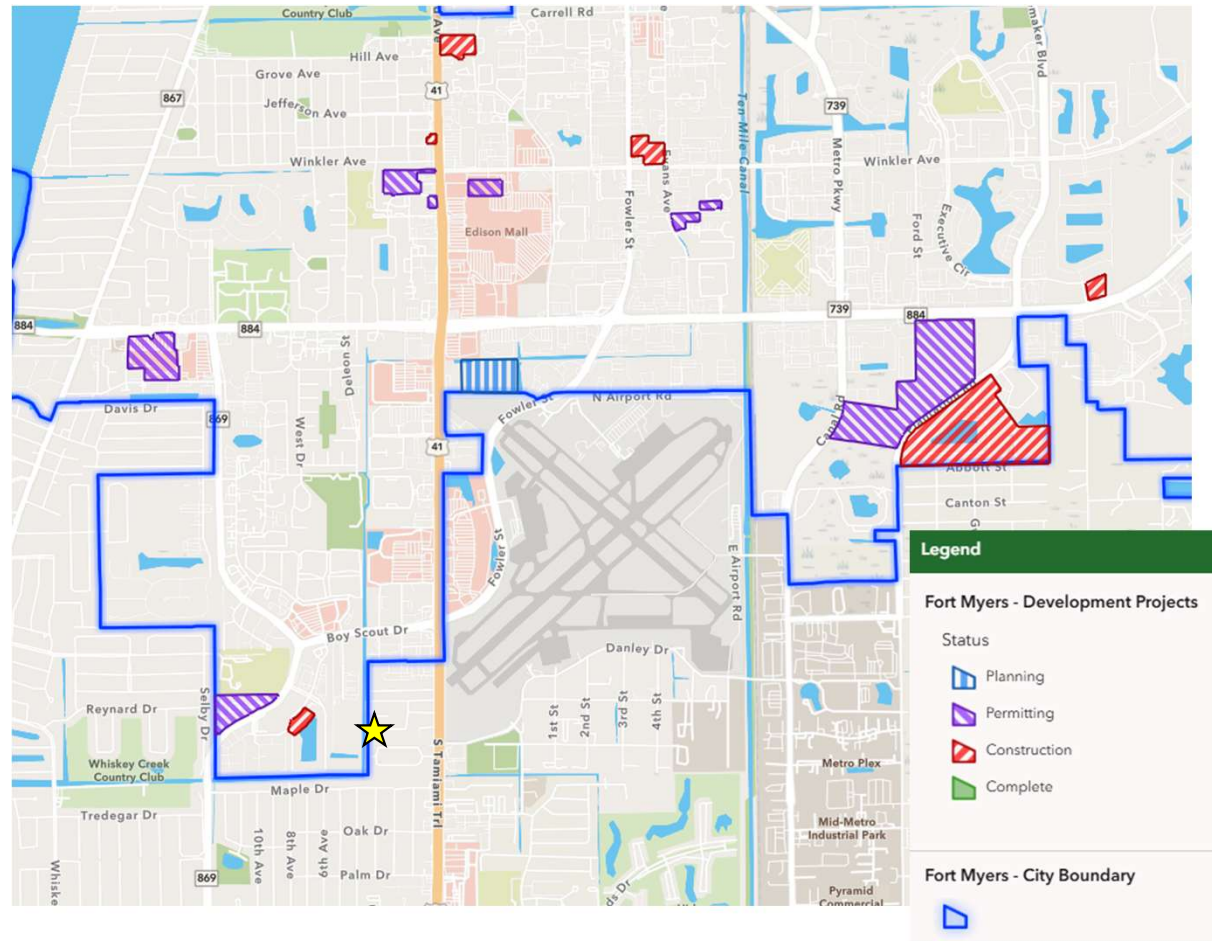 Country Club
Carrell Rd
Hill Ave
Grove Ave
867
41
Jefferson Ave
739
Ten Mile Canal
Metro Pkwy
Winkler Ave
Winkler Ave
Evans Ave
Fowler St
Edison Mall
Ford St
Executive Cir
884
884
739
884
Deleon St
Davis Dr
869
Fowler St
N Airport Rd
Canal Rd
West Dr
41
Abbott St
Canton St
Fowler St
E Airport Rd
Boy Scout Dr
Danley Dr
Selby Dr
Reynard Dr
1st St
2nd St
3rd St
4th St
Whiskey Creek
Country Club
S Tamiami Trl
Metro Plex
Maple Dr
Tredegar Dr
10th Ave
8th Ave
6th Ave
Oak Dr
Mid-Metro
Industrial Park
869
Palm Dr
Whiske
ds Dr
Pyramid
Commercial
Legend
Fort Myers - Development Projects
Status
Planning
Permitting
Construction
Complete
Fort Myers - City Boundary